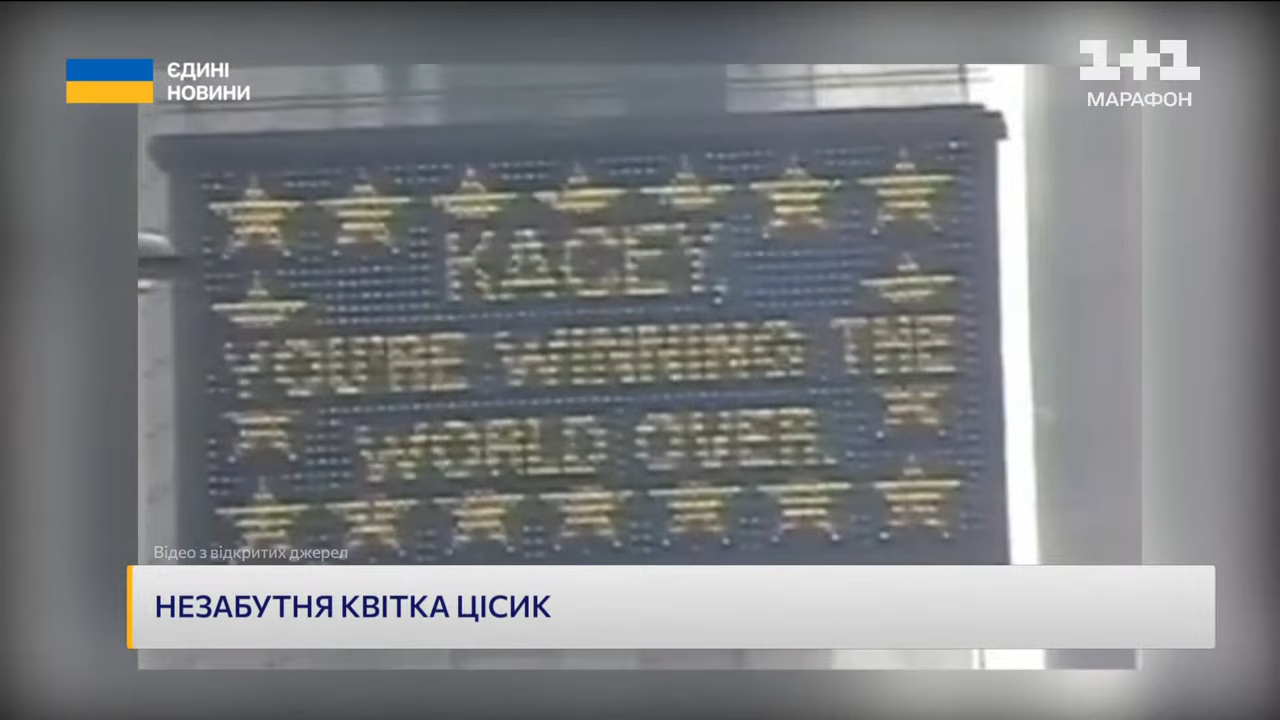 ЄДИНІ
НОВИНИ
1+1
МАРАФОН
KACEY
YOU'RE WINNING THE
WORLD OVER
Відео з відкритих джерел
НЕЗАБУТНЯ КВІТКА ЦІСИК